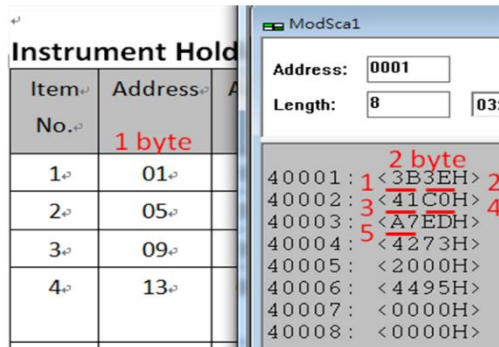 Instrument Hold
Item Address
No. 1 byte
1 01
2 05
3 09
4 13
ModSca1
Address: 0001
Length: 8 03:
2 byte
40001: 1 <3B3EH> 2
40002: 3 <41C0H> 4
40003: 5 <A7EDH>
40004: <4273H>
40005: <2000H>
40006: <4495H>
40007: <0000H>
40008: <0000H>